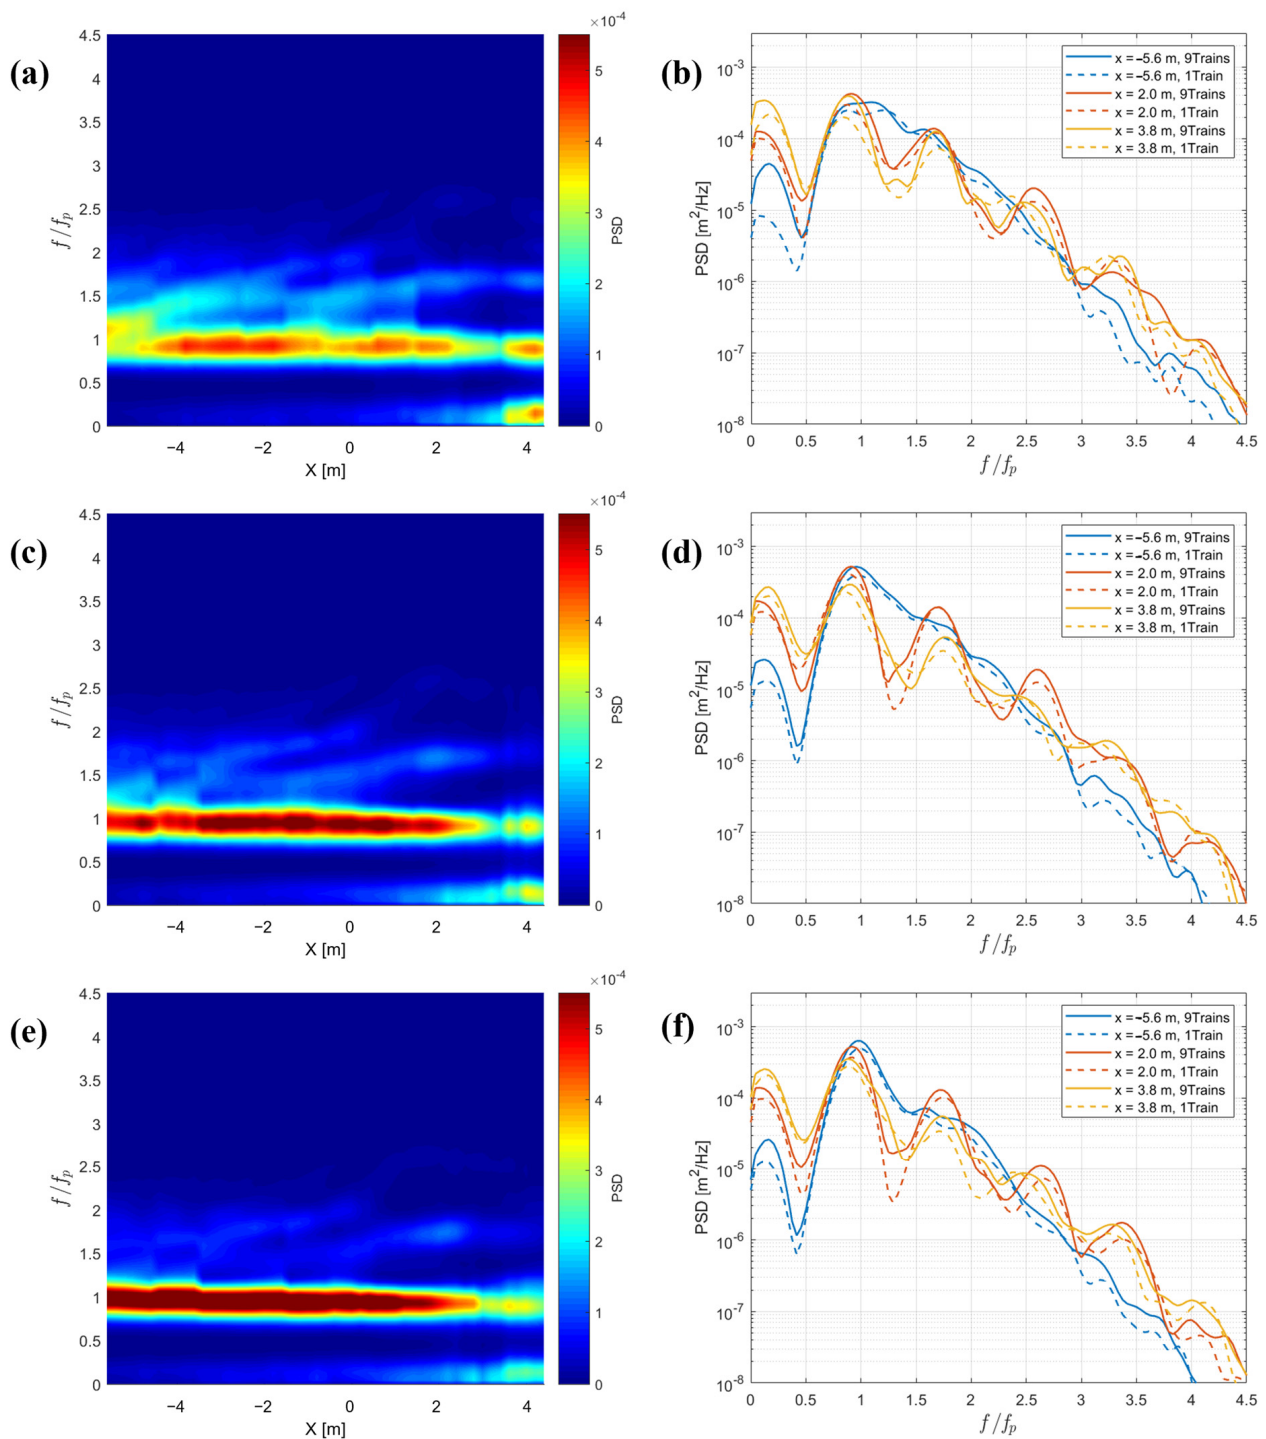 (a)
×10⁻⁴
4.5
4
3.5
3
2.5
2
1.5
1
0.5
0
f/fₚ
−4
−2
0
2
4
X [m]
5
4
3
2
1
0
PSD
(b)
10⁻³
10⁻⁴
10⁻⁵
10⁻⁶
10⁻⁷
10⁻⁸
PSD [m²/Hz]
x = −5.6 m, 9Trains
x = −5.6 m, 1Train
x = 2.0 m, 9Trains
x = 2.0 m, 1Train
x = 3.8 m, 9Trains
x = 3.8 m, 1Train
0 0.5 1 1.5 2 2.5 3 3.5 4 4.5
f/fₚ
(c)
×10⁻⁴
4.5
4
3.5
3
2.5
2
1.5
1
0.5
0
f/fₚ
−4
−2
0
2
4
X [m]
5
4
3
2
1
0
PSD
(d)
10⁻³
10⁻⁴
10⁻⁵
10⁻⁶
10⁻⁷
10⁻⁸
PSD [m²/Hz]
x = −5.6 m, 9Trains
x = −5.6 m, 1Train
x = 2.0 m, 9Trains
x = 2.0 m, 1Train
x = 3.8 m, 9Trains
x = 3.8 m, 1Train
0 0.5 1 1.5 2 2.5 3 3.5 4 4.5
f/fₚ
(e)
×10⁻⁴
4.5
4
3.5
3
2.5
2
1.5
1
0.5
0
f/fₚ
−4
−2
0
2
4
X [m]
5
4
3
2
1
0
PSD
(f)
10⁻³
10⁻⁴
10⁻⁵
10⁻⁶
10⁻⁷
10⁻⁸
PSD [m²/Hz]
x = −5.6 m, 9Trains
x = −5.6 m, 1Train
x = 2.0 m, 9Trains
x = 2.0 m, 1Train
x = 3.8 m, 9Trains
x = 3.8 m, 1Train
0 0.5 1 1.5 2 2.5 3 3.5 4 4.5
f/fₚ